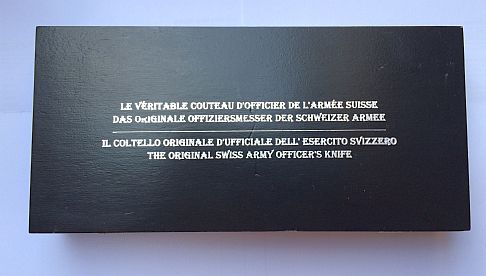 LE VÉRITABLE COUTEAU D'OFFICIER DE L'ARMÉE SUISSE
DAS ORIGINALE OFFIZIERSMESSER DER SCHWEIZER ARMEE
IL COLTELLO ORIGINALE D'UFFICIALE DELL' ESERCITO SVIZZERO
THE ORIGINAL SWISS ARMY OFFICER'S KNIFE